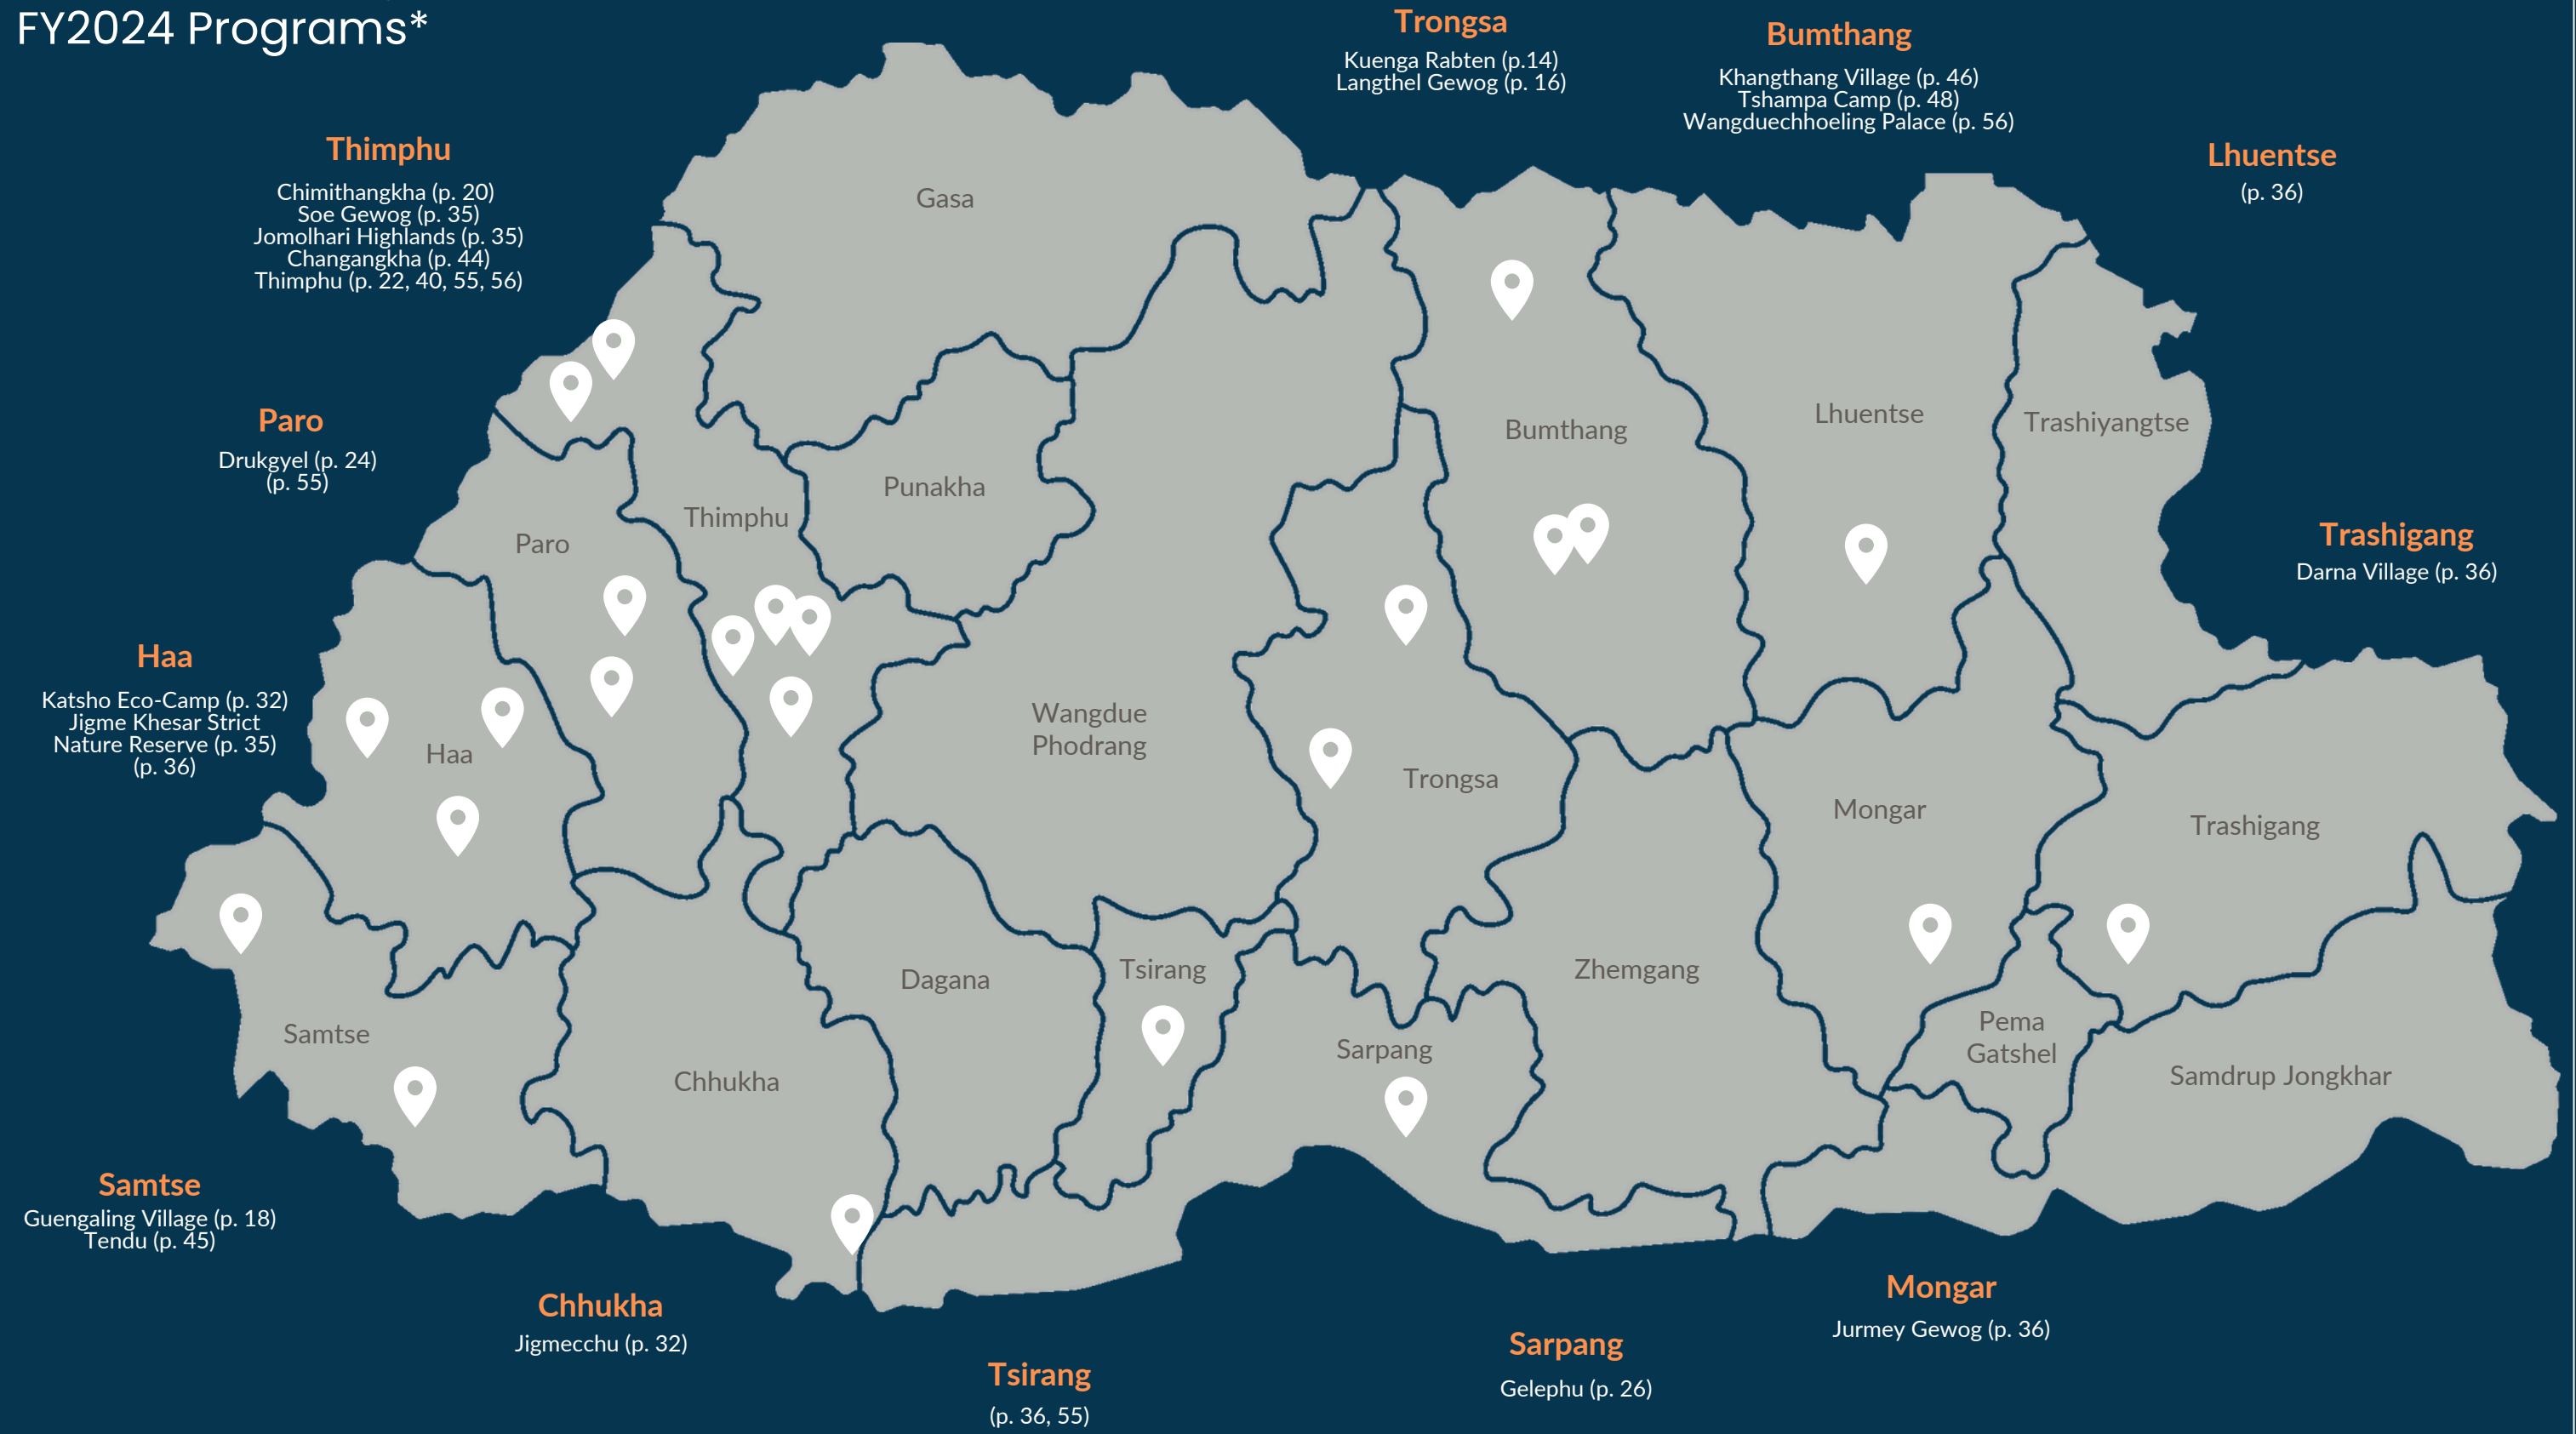 FY2024 Programs*
Trongsa
Kuenga Rabten (p.14)
Langthel Gewog (p. 16)
Bumthang
Khangthang Village (p. 46)
Tshampa Camp (p. 48)
Wangduechhoeling Palace (p. 56)
Thimphu
Chimithangkha (p. 20)
Soe Gewog (p. 35)
Jomolhari Highlands (p. 35)
Changangkha (p. 44)
Thimphu (p. 22, 40, 55, 56)
Lhuentse
(p. 36)
Paro
Drukgyel (p. 24)
(p. 55)
Trashigang
Darna Village (p. 36)
Haa
Katsho Eco-Camp (p. 32)
Jigme Khesar Strict
Nature Reserve (p. 35)
(p. 36)
Gasa
Bumthang
Lhuentse
Trashiyangtse
Punakha
Thimphu
Paro
Wangdue
Phodrang
Haa
Trongsa
Mongar
Trashigang
Tsirang
Zhemgang
Dagana
Pema
Gatshel
Samtse
Sarpang
Chhukha
Samdrup Jongkhar
Samtse
Guengaling Village (p. 18)
Tendu (p. 45)
Chhukha
Jigmecchu (p. 32)
Tsirang
(p. 36, 55)
Sarpang
Gelephu (p. 26)
Mongar
Jurmey Gewog (p. 36)